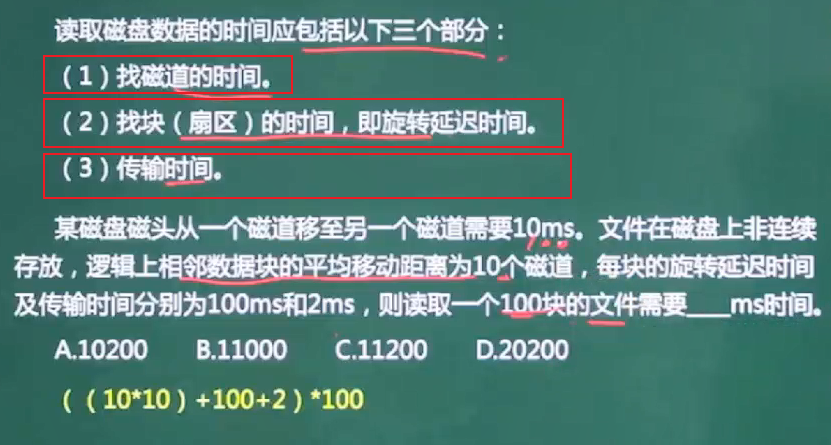 读取磁盘数据的时间应包括以下三个部分：
（1）找磁道的时间。
（2）找块（扇区）的时间，即旋转延迟时间。
（3）传输时间。
某磁盘磁头从一个磁道移至另一个磁道需要10ms。文件在磁盘上非连续
存放，逻辑上相邻数据块的平均移动距离为10个磁道，每块的旋转延迟时间
及传输时间分别为100ms和2ms，则读取一个100块的文件需要____ms时间。
A.10200 B.11000 C.11200 D.20200
（（10*10）+100+2）*100